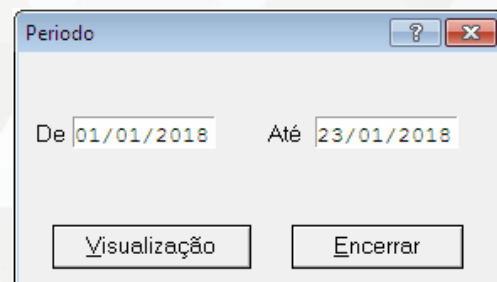 Periodo
De 01/01/2018 Até 23/01/2018
Visualização Encerrar